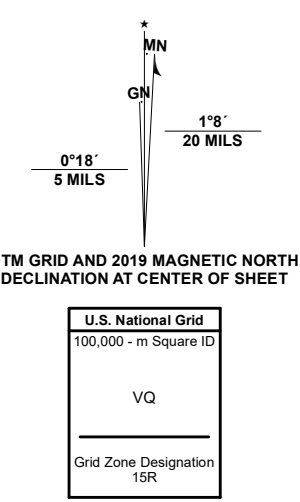 ★
MN
GN
1°8´
20 MILS
0°18´
5 MILS
TM GRID AND 2019 MAGNETIC NORTH
DECLINATION AT CENTER OF SHEET
U.S. National Grid
100,000 - m Square ID
VQ
Grid Zone Designation
15R